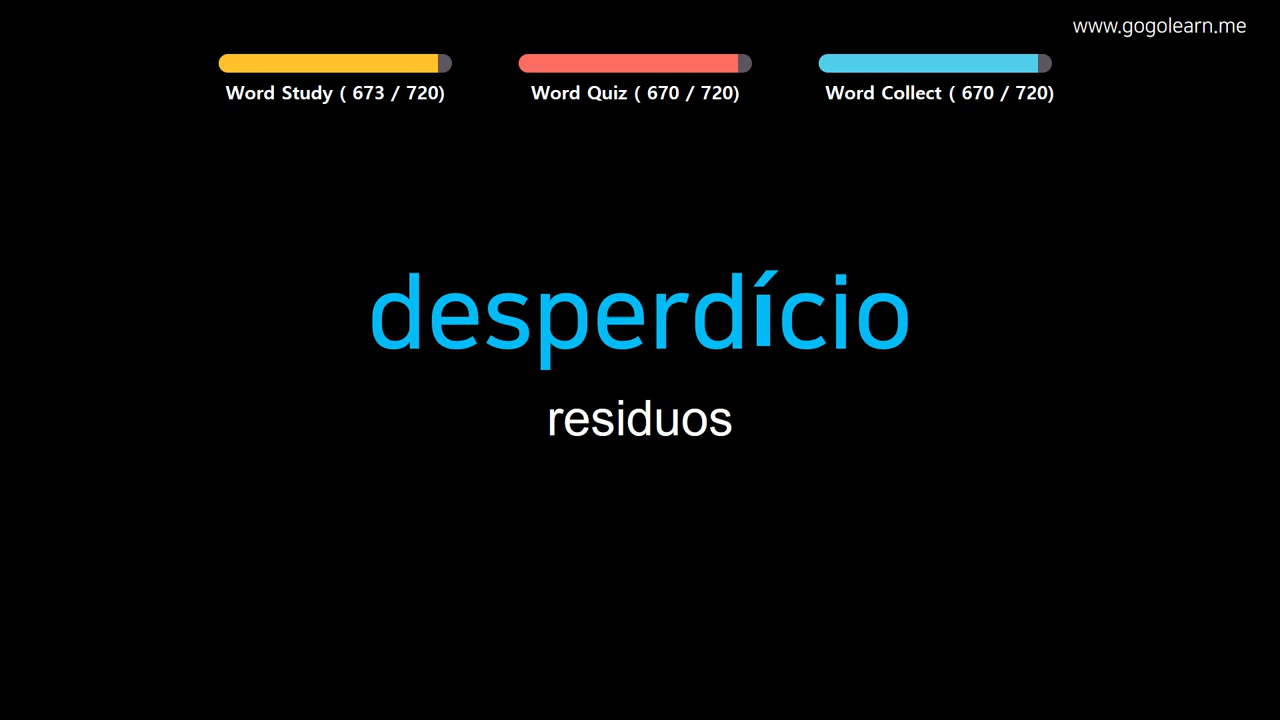 www.gogolearn.me
Word Study ( 673 / 720)
Word Quiz ( 670 / 720)
Word Collect ( 670 / 720)
desperdício
residuos